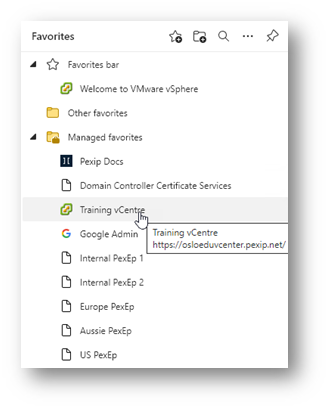 Favorites
Favorites bar
Welcome to VMware vSphere
Other favorites
Managed favorites
Pexip Docs
Domain Controller Certificate Services
Training vCentre
Google Admin
Training vCentre
https://osloeduvcenter.pexip.net/
Internal PexEp 1
Internal PexEp 2
Europe PexEp
Aussie PexEp
US PexEp